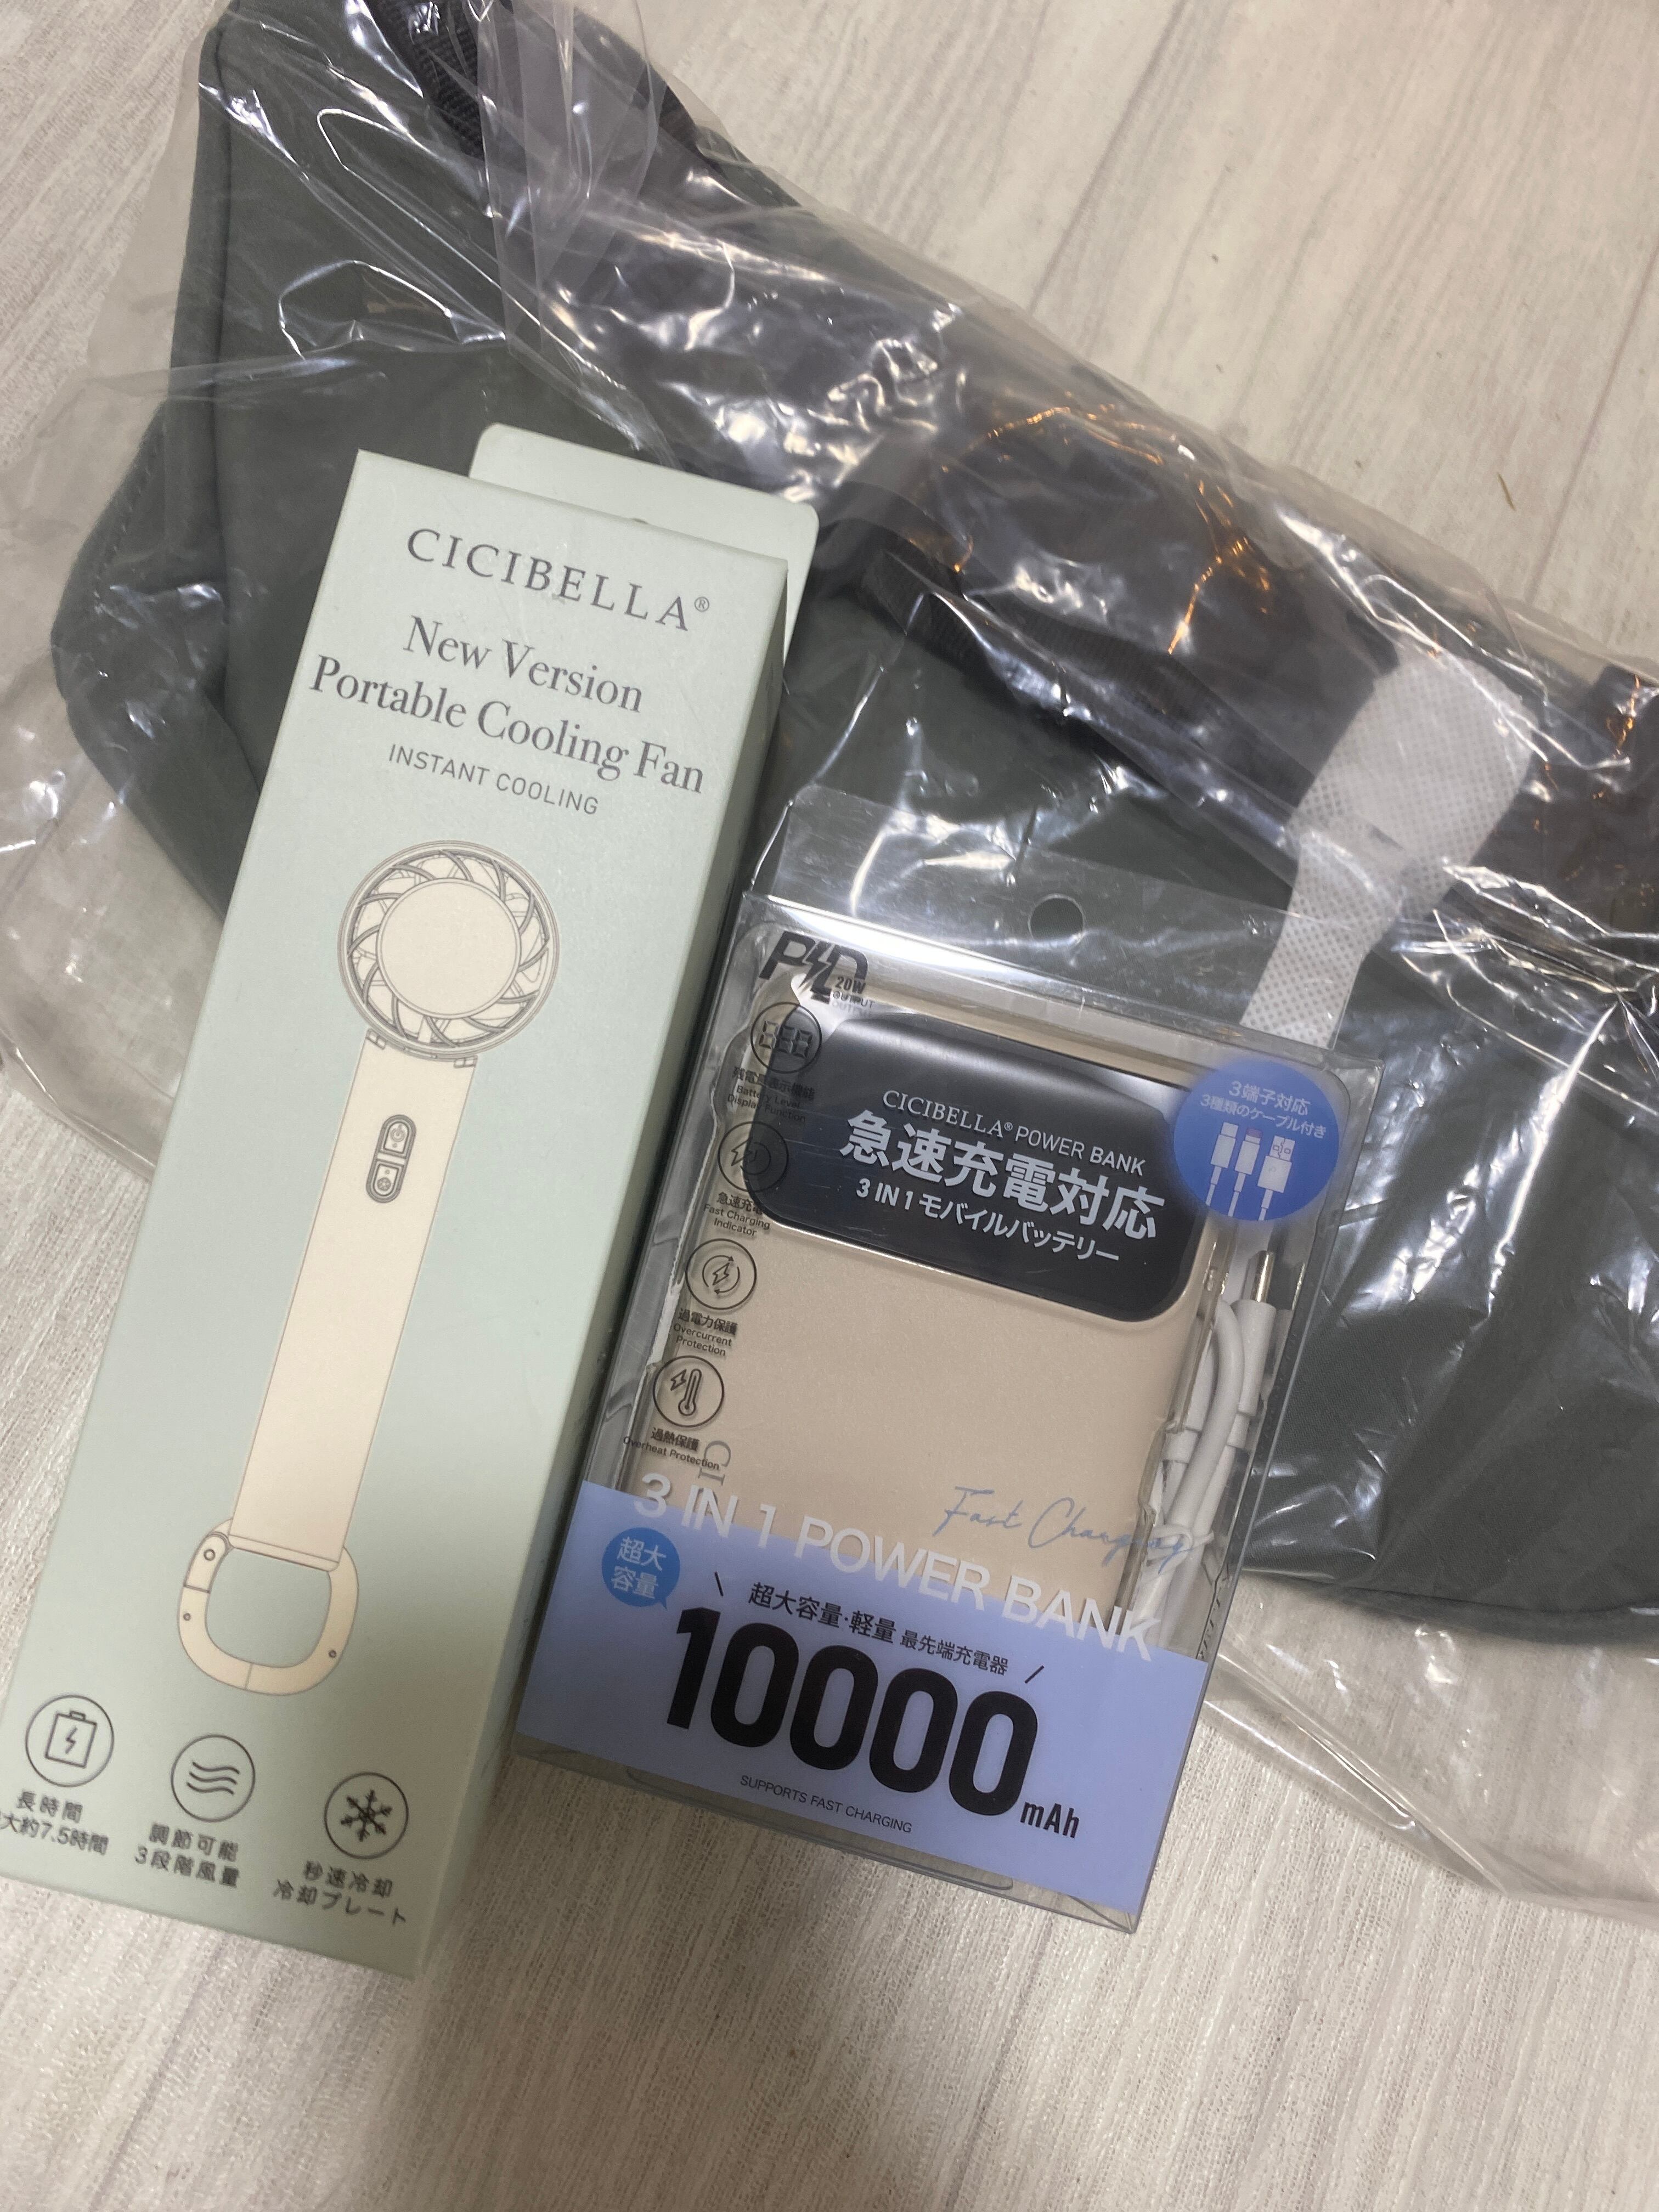 CICIBELLA®
New Version
Portable Cooling Fan
INSTANT COOLING
長時間
大約7.5時間
調節可能
3段階風量
秒速冷却
冷却プレート
PD
20W
OUTPUT
残電量表示機能
Battery Level
Display Function
急速充電
Fast Charging
Indicator
過電力保護
Overcurrent
Protection
過熱保護
Overheat Protection
CICIBELLA® POWER BANK
急速充電対応
3 IN 1 モバイルバッテリー
3端子対応
3種類のケーブル付き
CI
3 IN 1 POWER BANK
Fast Charging
超大
容量
超大容量·軽量 最先端充電器
10000mAh
SUPPORTS FAST CHARGING